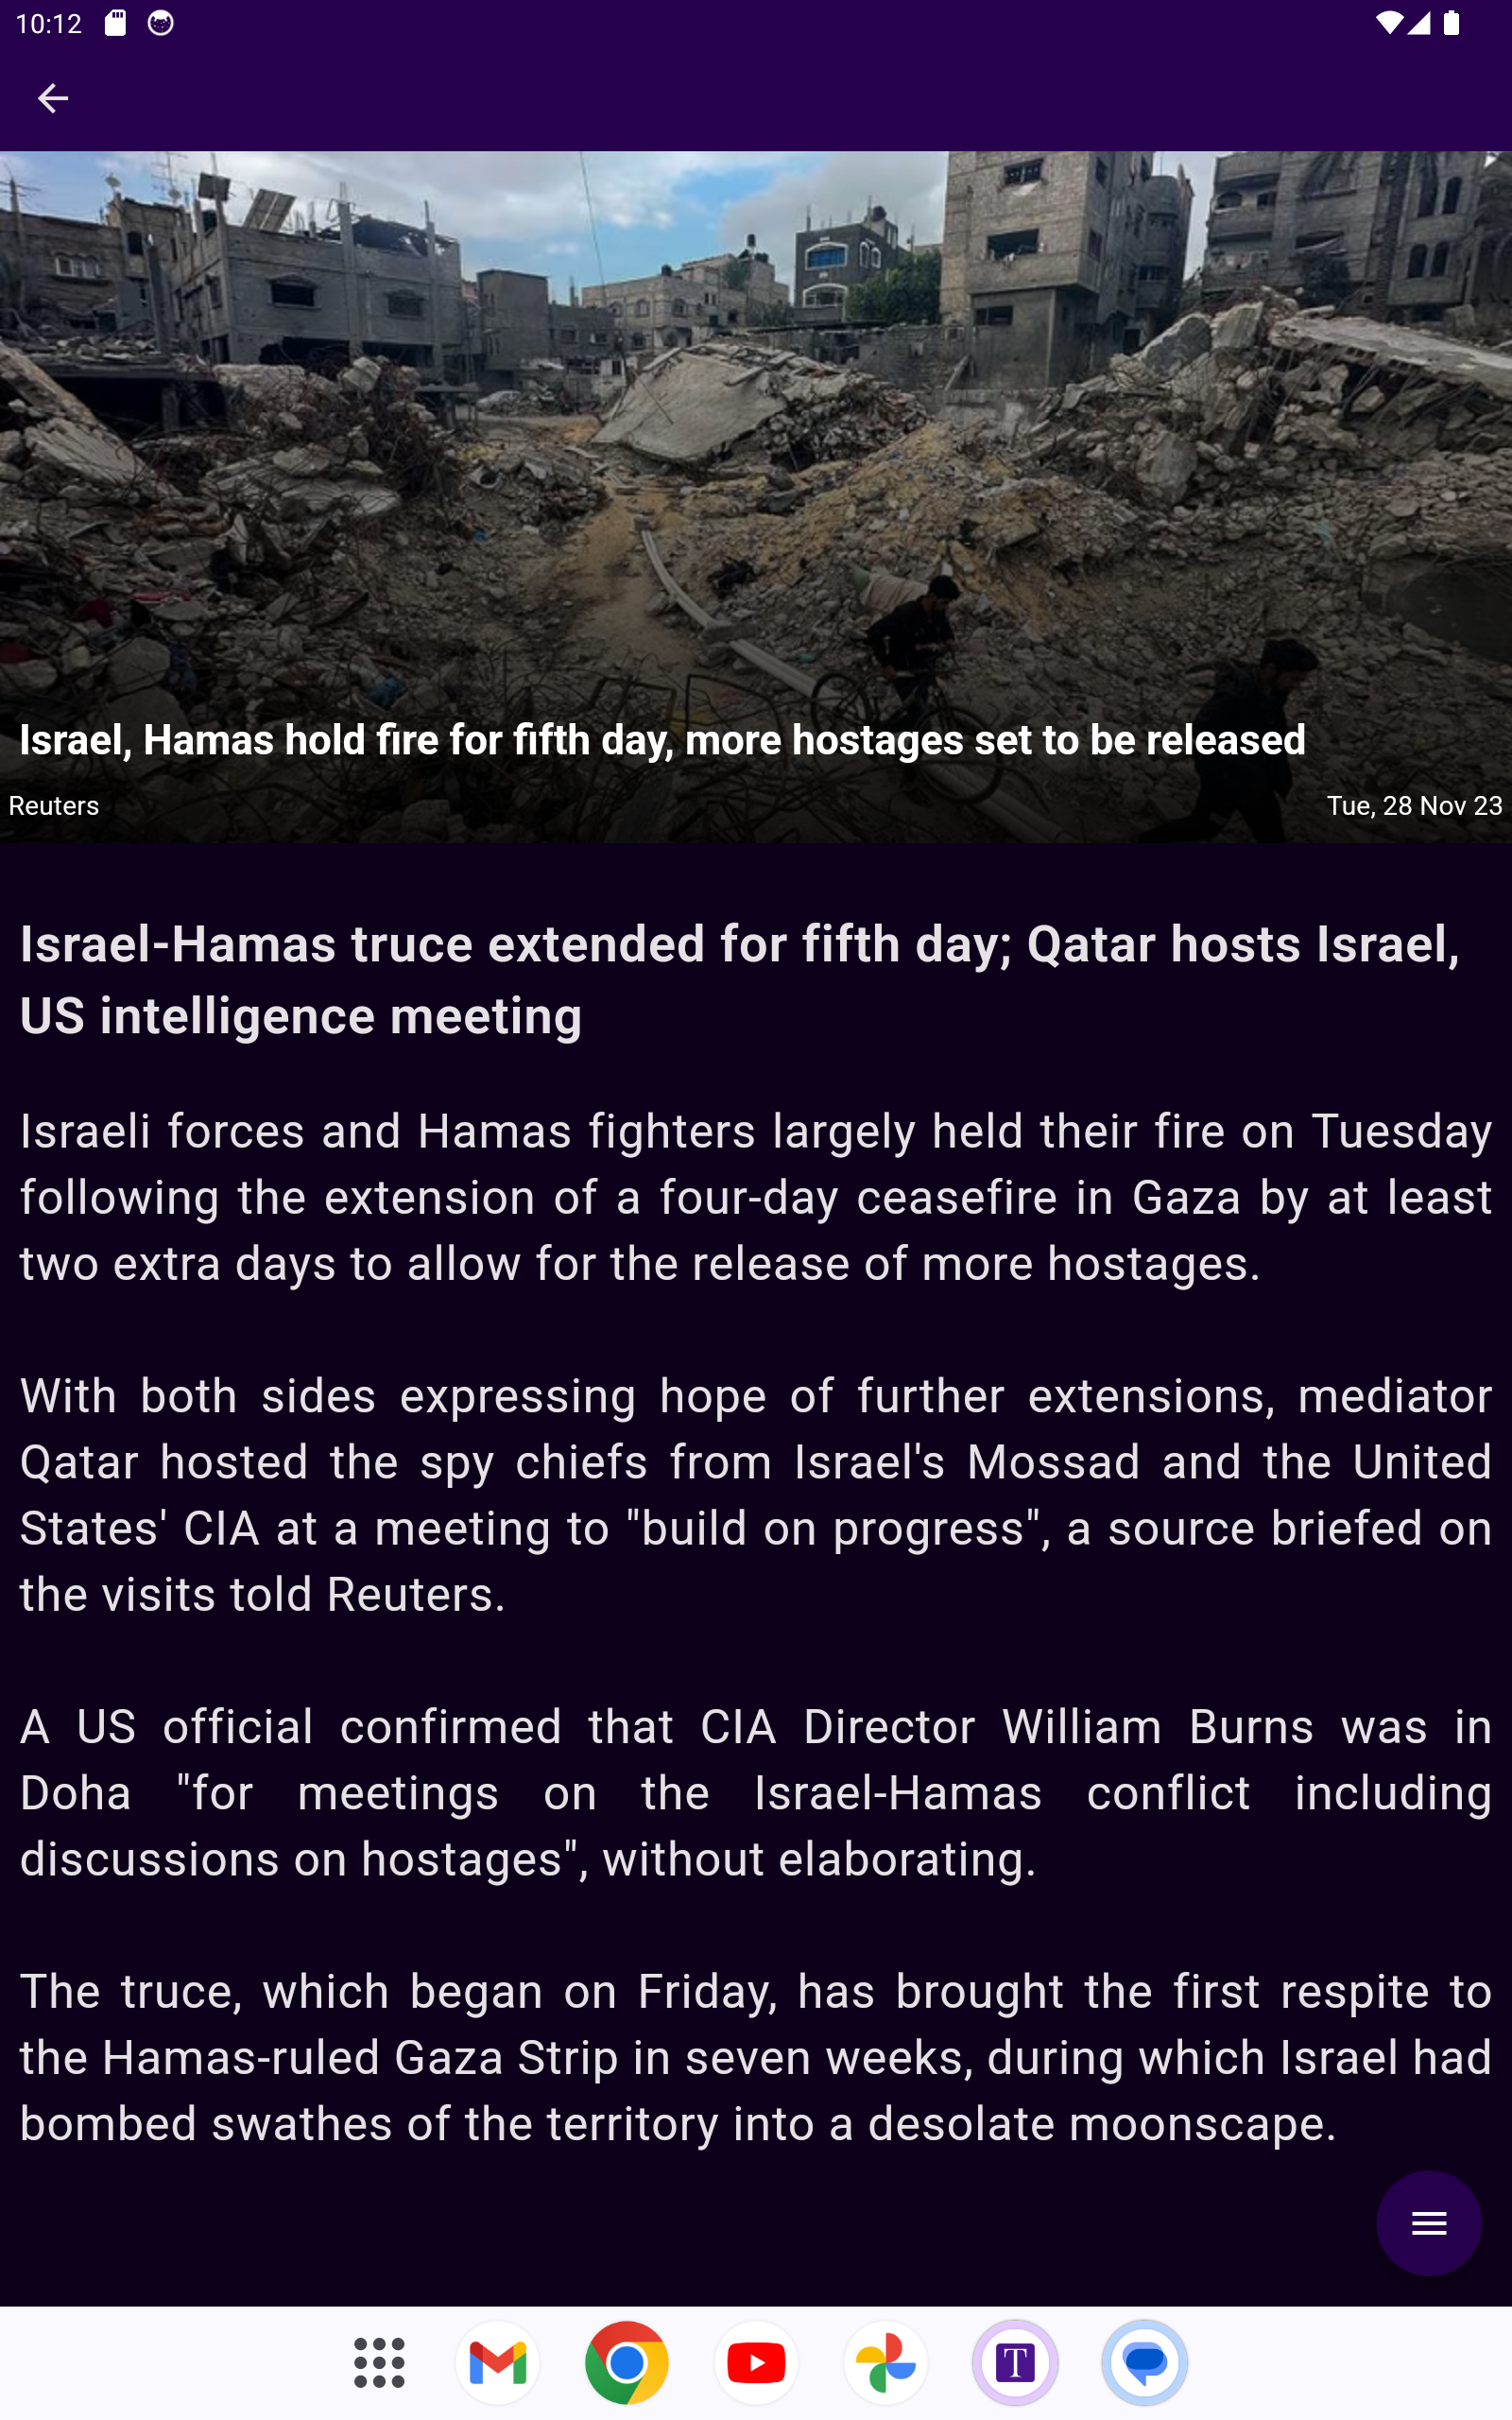 10:12
Israel, Hamas hold fire for fifth day, more hostages set to be released
Reuters
Tue, 28 Nov 23
Israel-Hamas truce extended for fifth day; Qatar hosts Israel,
US intelligence meeting
Israeli forces and Hamas fighters largely held their fire on Tuesday
following the extension of a four-day ceasefire in Gaza by at least
two extra days to allow for the release of more hostages.
With both sides expressing hope of further extensions, mediator
Qatar hosted the spy chiefs from Israel's Mossad and the United
States' CIA at a meeting to "build on progress", a source briefed on
the visits told Reuters.
A US official confirmed that CIA Director William Burns was in
Doha "for meetings on the Israel-Hamas conflict including
discussions on hostages", without elaborating.
The truce, which began on Friday, has brought the first respite to
the Hamas-ruled Gaza Strip in seven weeks, during which Israel had
bombed swathes of the territory into a desolate moonscape.
T